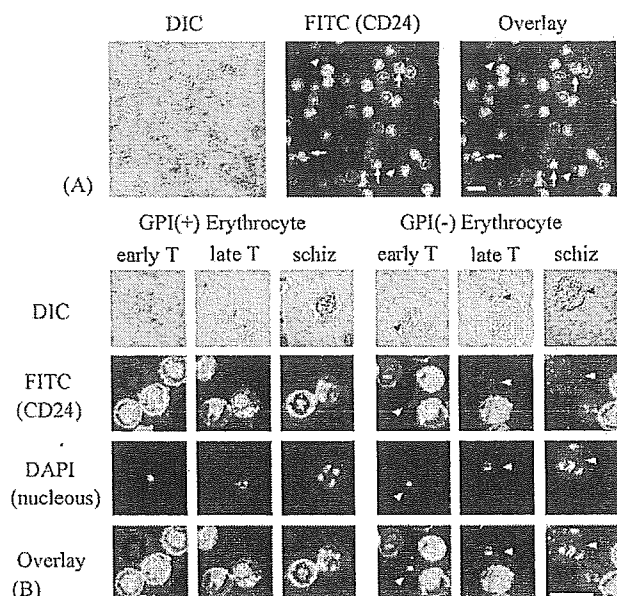 DIC FITC (CD24) Overlay
(A)
GPI(+) Erythrocyte GPI(-) Erythrocyte
early T late T schiz early T late T schiz
DIC
FITC
(CD24)
DAPI
(nucleous)
Overlay
(B)